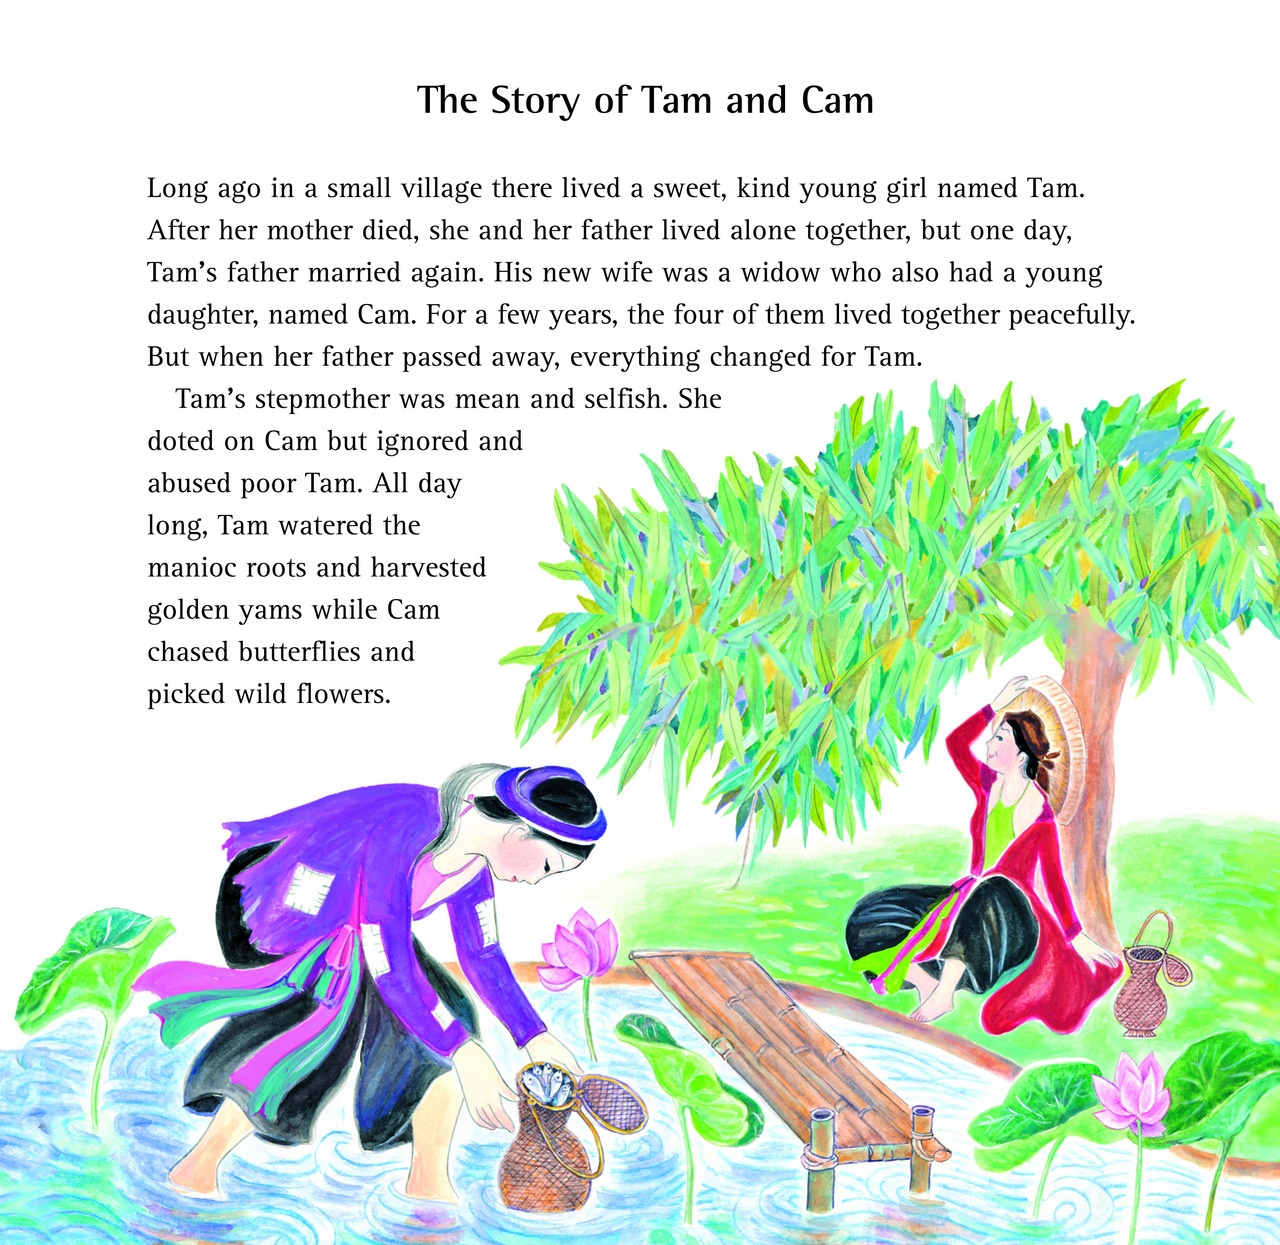 The Story of Tam and Cam
Long ago in a small village there lived a sweet, kind young girl named Tam.
After her mother died, she and her father lived alone together, but one day,
Tam’s father married again. His new wife was a widow who also had a young
daughter, named Cam. For a few years, the four of them lived together peacefully.
But when her father passed away, everything changed for Tam.
Tam’s stepmother was mean and selfish. She
doted on Cam but ignored and
abused poor Tam. All day
long, Tam watered the
manioc roots and harvested
golden yams while Cam
chased butterflies and
picked wild flowers.